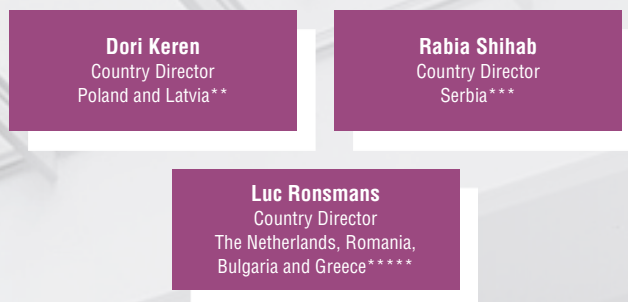 Dori Keren
Country Director
Poland and Latvia**
Rabia Shihab
Country Director
Serbia***
Luc Ronsmans
Country Director
The Netherlands, Romania,
Bulgaria and Greece*****